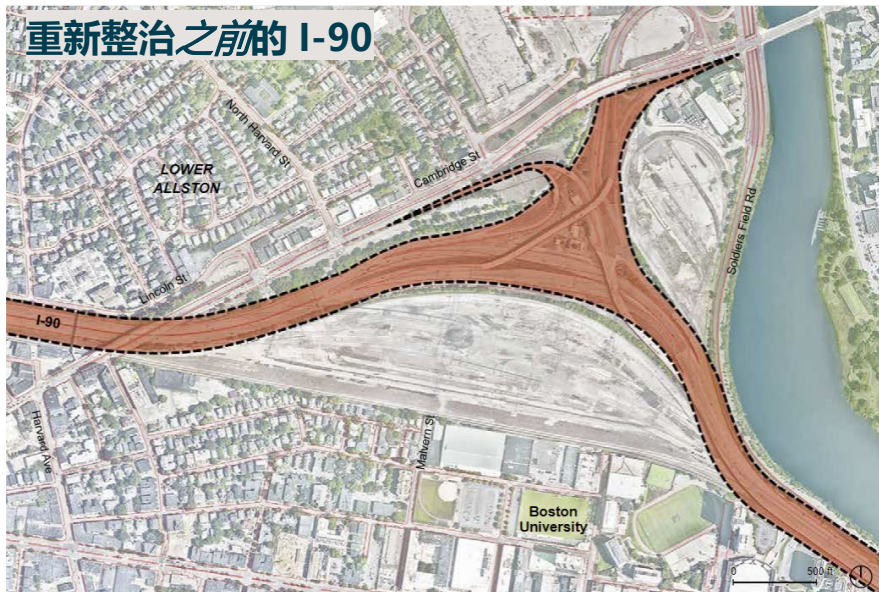 重新整治之前的 I-90
North Harvard St
LOWER
ALLSTON
Cambridge St
Soldiers Field Rd
Lincoln St
I-90
Harvard Ave
Malvern St
Boston
University
0 500 ft